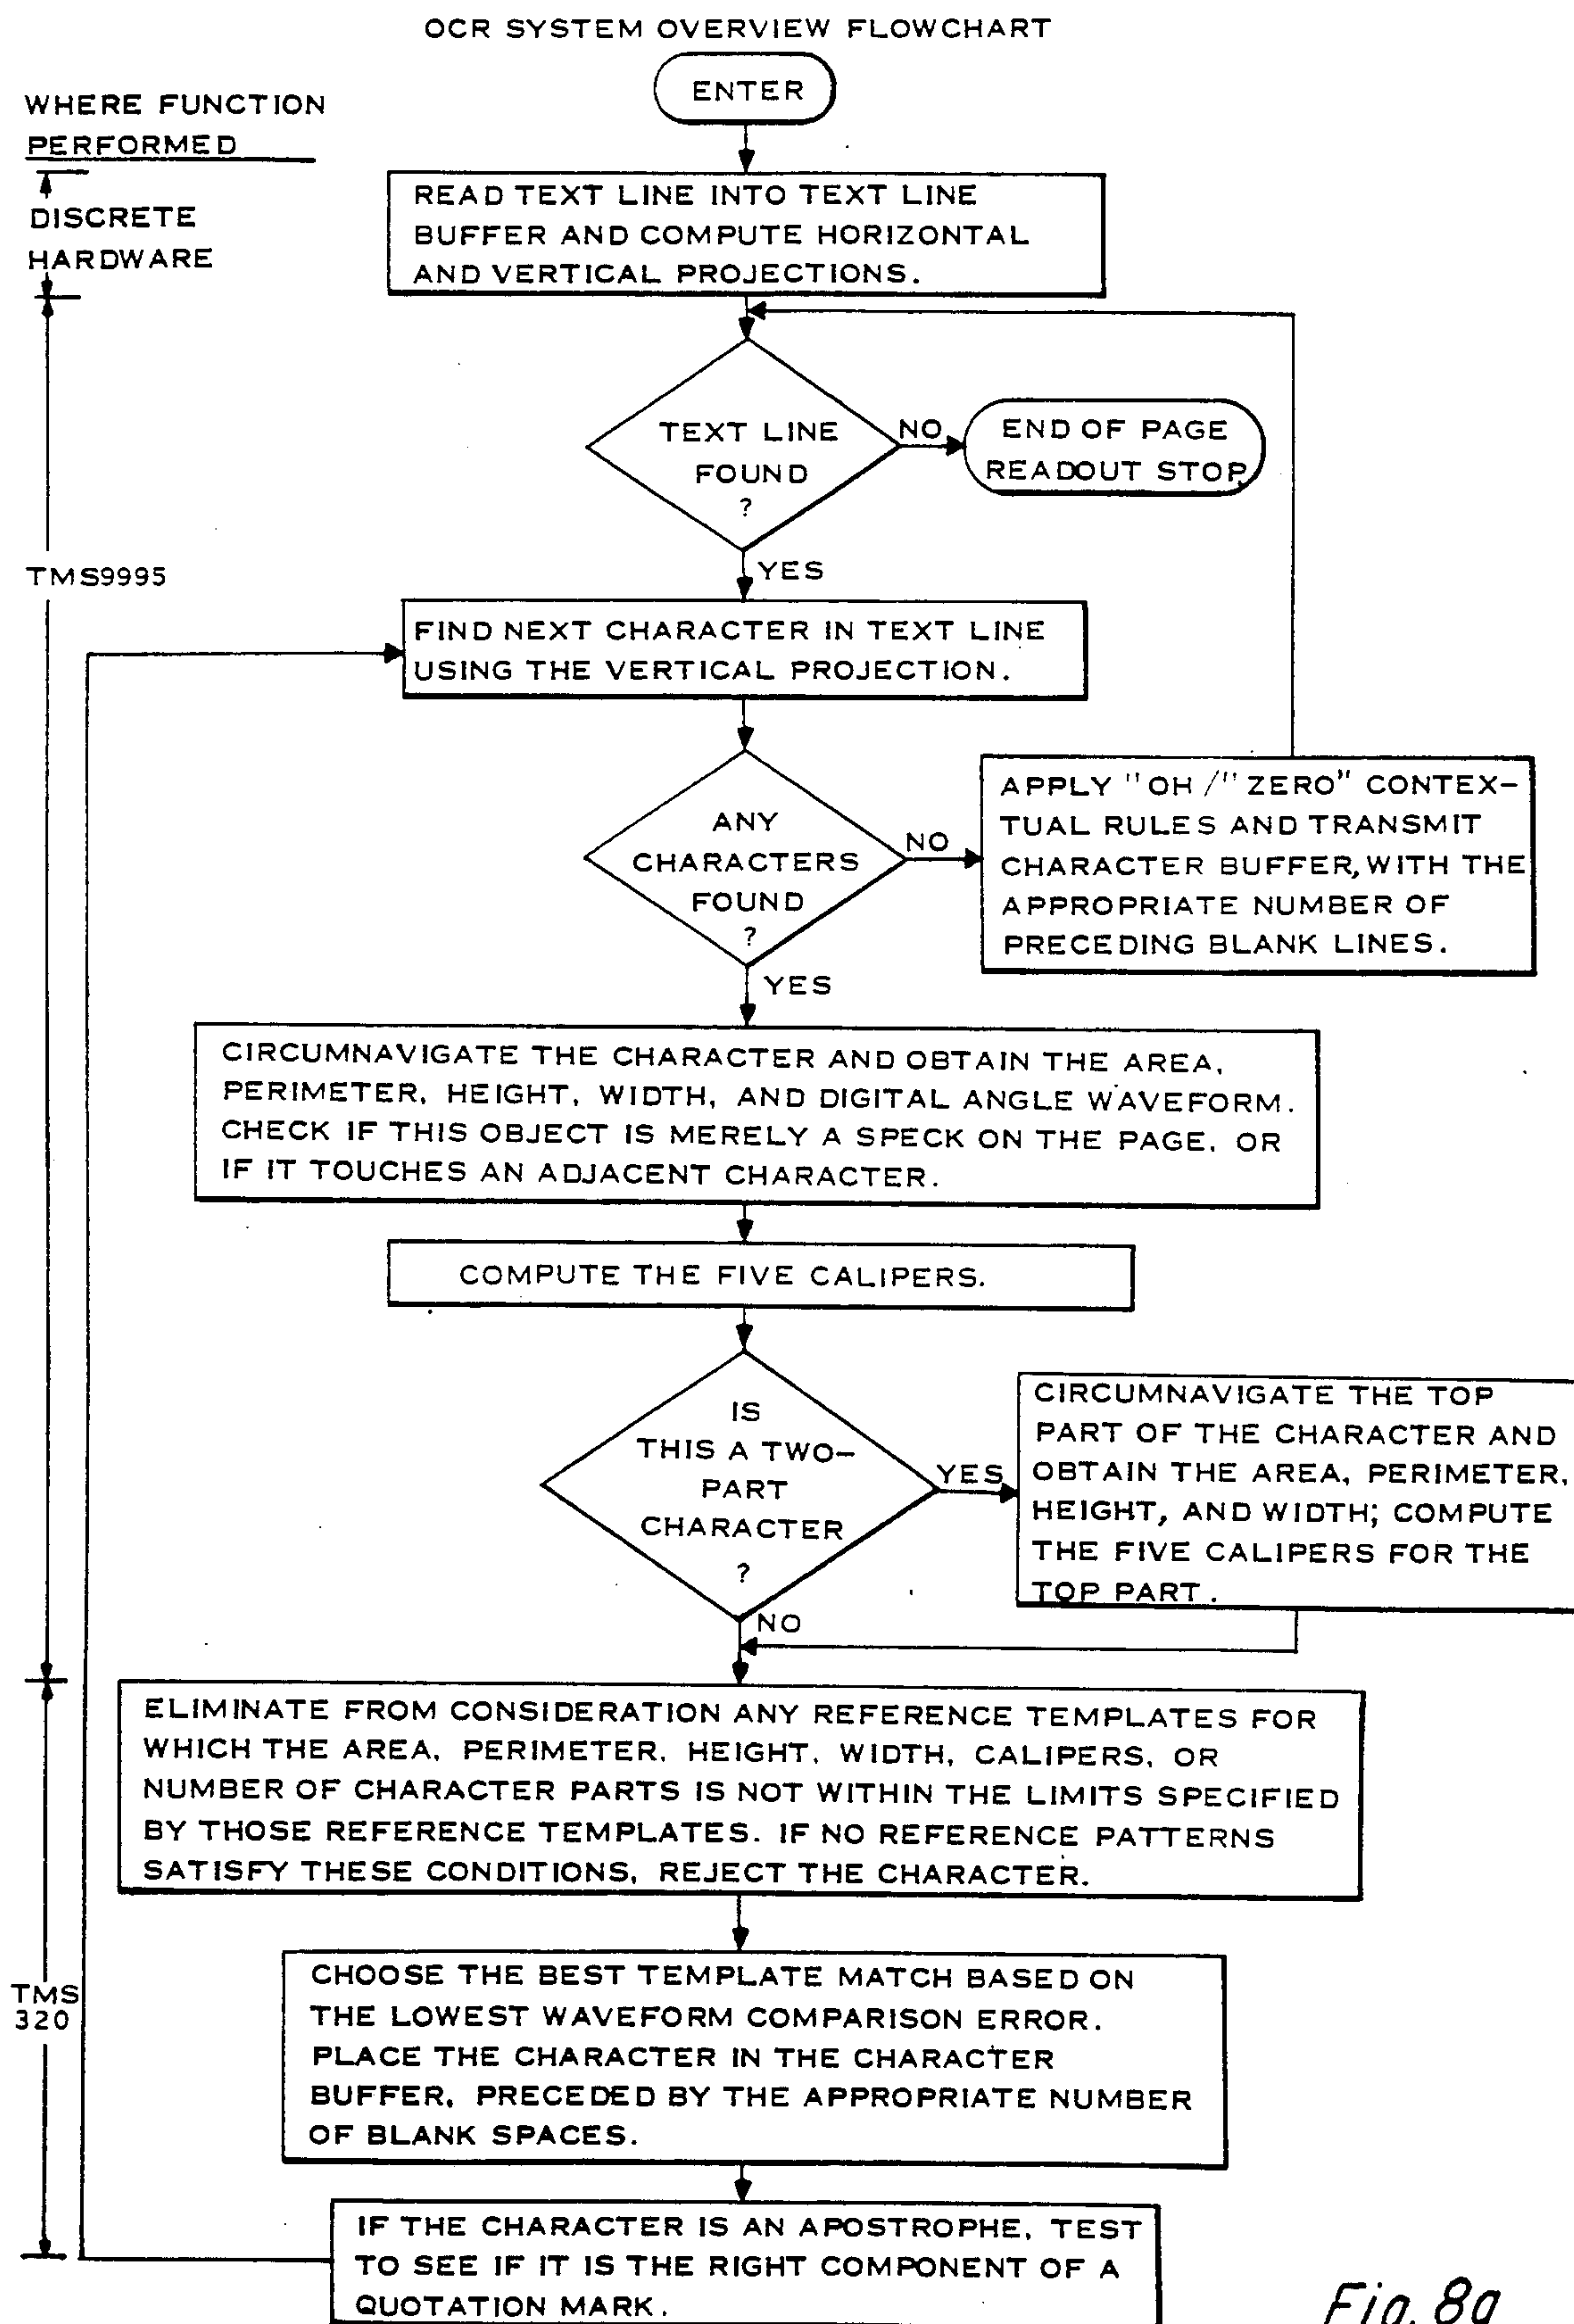 OCR SYSTEM OVERVIEW FLOWCHART
ENTER
WHERE FUNCTION
PERFORMED
DISCRETE
HARDWARE
READ TEXT LINE INTO TEXT LINE
BUFFER AND COMPUTE HORIZONTAL
AND VERTICAL PROJECTIONS.
TEXT LINE
FOUND
?
NO
END OF PAGE
READOUT STOP
YES
TMS9995
FIND NEXT CHARACTER IN TEXT LINE
USING THE VERTICAL PROJECTION.
ANY
CHARACTERS
FOUND
?
NO
APPLY "OH /" ZERO" CONTEX-
TUAL RULES AND TRANSMIT
CHARACTER BUFFER, WITH THE
APPROPRIATE NUMBER OF
PRECEDING BLANK LINES.
YES
CIRCUMNAVIGATE THE CHARACTER AND OBTAIN THE AREA,
PERIMETER, HEIGHT, WIDTH, AND DIGITAL ANGLE WAVEFORM.
CHECK IF THIS OBJECT IS MERELY A SPECK ON THE PAGE, OR
IF IT TOUCHES AN ADJACENT CHARACTER.
COMPUTE THE FIVE CALIPERS.
IS
THIS A TWO-
PART
CHARACTER
?
YES
CIRCUMNAVIGATE THE TOP
PART OF THE CHARACTER AND
OBTAIN THE AREA, PERIMETER,
HEIGHT, AND WIDTH; COMPUTE
THE FIVE CALIPERS FOR THE
TOP PART.
NO
ELIMINATE FROM CONSIDERATION ANY REFERENCE TEMPLATES FOR
WHICH THE AREA, PERIMETER, HEIGHT, WIDTH, CALIPERS, OR
NUMBER OF CHARACTER PARTS IS NOT WITHIN THE LIMITS SPECIFIED
BY THOSE REFERENCE TEMPLATES. IF NO REFERENCE PATTERNS
SATISFY THESE CONDITIONS, REJECT THE CHARACTER.
TMS
320
CHOOSE THE BEST TEMPLATE MATCH BASED ON
THE LOWEST WAVEFORM COMPARISON ERROR.
PLACE THE CHARACTER IN THE CHARACTER
BUFFER, PRECEDED BY THE APPROPRIATE NUMBER
OF BLANK SPACES.
IF THE CHARACTER IS AN APOSTROPHE, TEST
TO SEE IF IT IS THE RIGHT COMPONENT OF A
QUOTATION MARK.
Fig. 8a